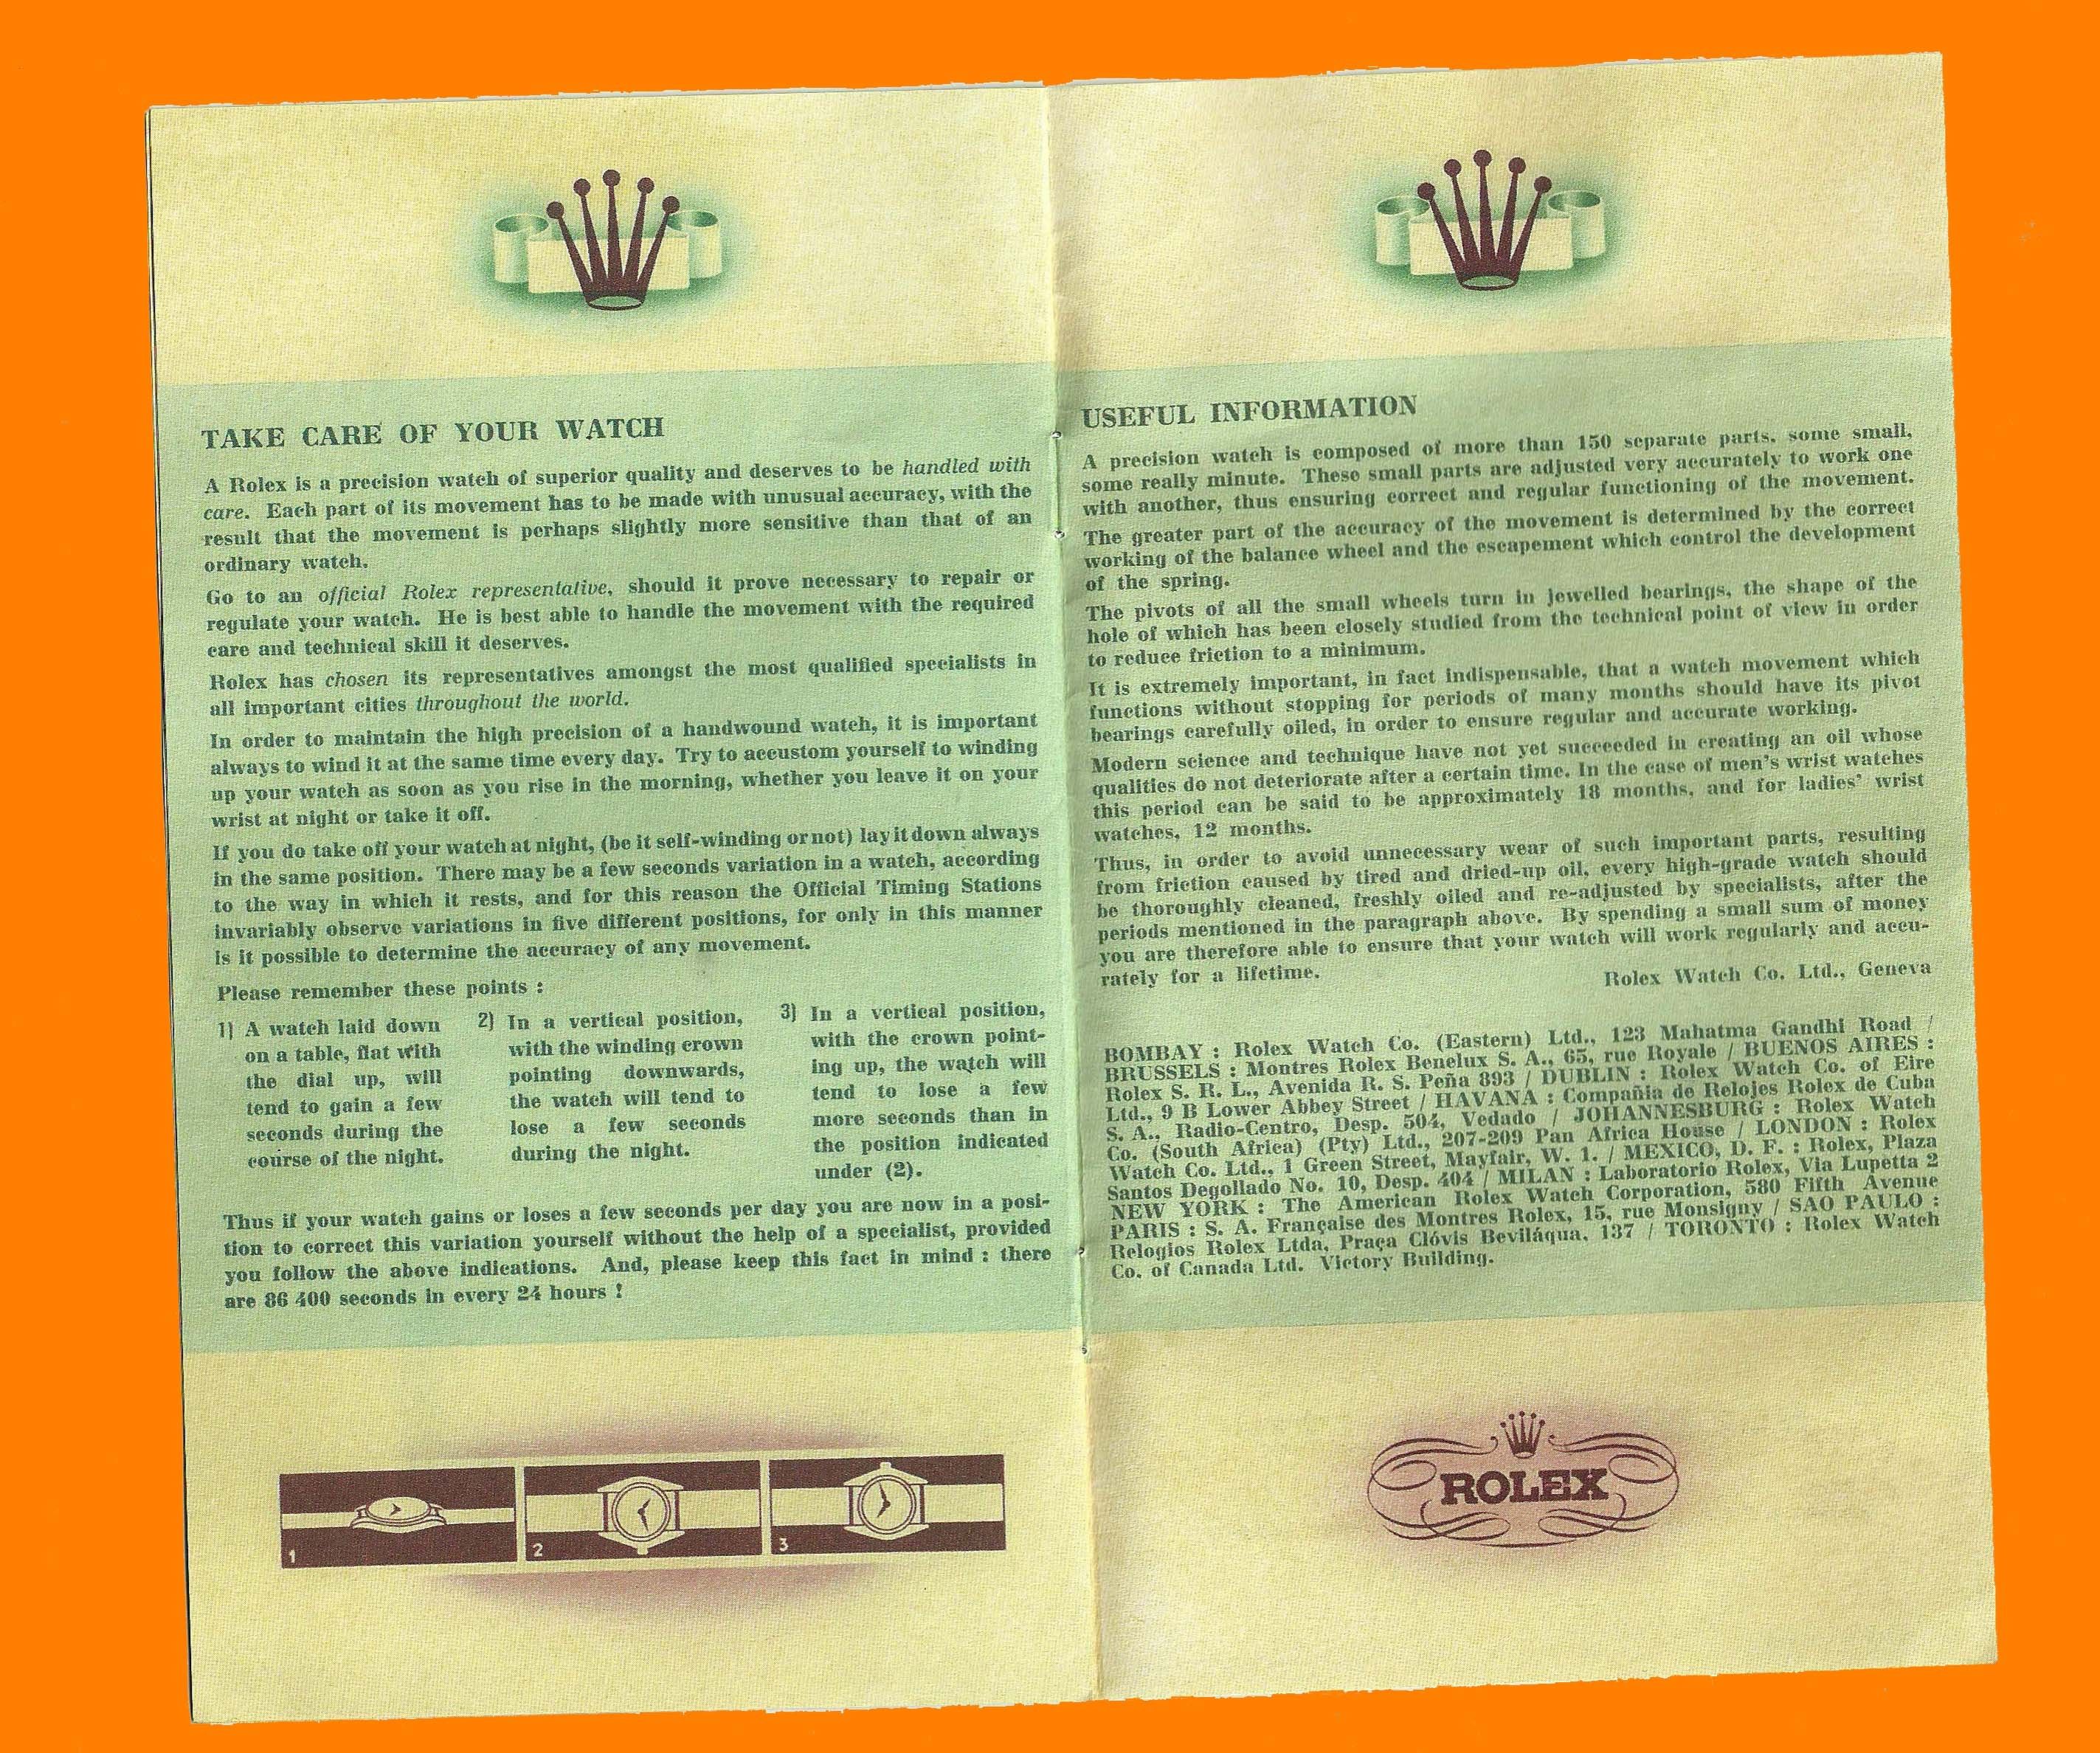 TAKE CARE OF YOUR WATCH
A Rolex is a precision watch of superior quality and deserves to be handled with
care. Each part of its movement has to be made with unusual accuracy, with the
result that the movement is perhaps slightly more sensitive than that of an
ordinary watch.
Go to an official Rolex representative, should it prove necessary to repair or
regulate your watch. He is best able to handle the movement with the required
care and technical skill it deserves.
Rolex has chosen its representatives amongst the most qualified specialists in
all important cities throughout the world.
In order to maintain the high precision of a handwound watch, it is important
always to wind it at the same time every day. Try to accustom yourself to winding
up your watch as soon as you rise in the morning, whether you leave it on your
wrist at night or take it off.
If you do take off your watch at night, (be it self-winding or not) lay it down always
in the same position. There may be a few seconds variation in a watch, according
to the way in which it rests, and for this reason the Official Timing Stations
invariably observe variations in five different positions, for only in this manner
is it possible to determine the accuracy of any movement.
Please remember these points :
1) A watch laid down
on a table, flat with
the dial up, will
tend to gain a few
seconds during the
course of the night.
2) In a vertical position,
with the winding crown
pointing downwards,
the watch will tend to
lose a few seconds
during the night.
3) In a vertical position,
with the crown point-
ing up, the watch will
tend to lose a few
more seconds than in
the position indicated
under (2).
Thus if your watch gains or loses a few seconds per day you are now in a posi-
tion to correct this variation yourself without the help of a specialist, provided
you follow the above indications. And, please keep this fact in mind : there
are 86 400 seconds in every 24 hours !
1
2
3
USEFUL INFORMATION
A precision watch is composed of more than 150 separate parts, some small,
some really minute. These small parts are adjusted very accurately to work one
with another, thus ensuring correct and regular functioning of the movement.
The greater part of the accuracy of the movement is determined by the correct
working of the balance wheel and the escapement which control the development
of the spring.
The pivots of all the small wheels turn in jewelled bearings, the shape of the
hole of which has been closely studied from the technical point of view in order
to reduce friction to a minimum.
It is extremely important, in fact indispensable, that a watch movement which
functions without stopping for periods of many months should have its pivot
bearings carefully oiled, in order to ensure regular and accurate working.
Modern science and technique have not yet succeeded in creating an oil whose
qualities do not deteriorate after a certain time. In the case of men's wrist watches
this period can be said to be approximately 18 months, and for ladies' wrist
watches, 12 months.
Thus, in order to avoid unnecessary wear of such important parts, resulting
from friction caused by tired and dried-up oil, every high-grade watch should
be thoroughly cleaned, freshly oiled and re-adjusted by specialists, after the
periods mentioned in the paragraph above. By spending a small sum of money
you are therefore able to ensure that your watch will work regularly and accu-
rately for a lifetime.
Rolex Watch Co. Ltd., Geneva
BOMBAY : Rolex Watch Co. (Eastern) Ltd., 123 Mahatma Gandhi Road /
BRUSSELS : Montres Rolex Benelux S. A., 65, rue Royale / BUENOS AIRES :
Rolex S. R. L., Avenida R. S. Peña 893 / DUBLIN : Rolex Watch Co. of Eire
Ltd., 9 B Lower Abbey Street / HAVANA : Compañia de Relojes Rolex de Cuba
S. A., Radio-Centro, Desp. 504, Vedado / JOHANNESBURG : Rolex Watch
Co. (South Africa) (Pty) Ltd., 207-209 Pan Africa House / LONDON : Rolex
Watch Co. Ltd., 1 Green Street, Mayfair, W. 1. / MEXICO, D. F. : Rolex, Plaza
Santos Degollado No. 10, Desp. 404 / MILAN : Laboratorio Rolex, Via Lupetta 2
NEW YORK : The American Rolex Watch Corporation, 580 Fifth Avenue
PARIS : S. A. Française des Montres Rolex, 15, rue Monsigny / SAO PAULO :
Relogios Rolex Ltda, Praça Clóvis Beviláqua, 137 / TORONTO : Rolex Watch
Co. of Canada Ltd. Victory Building.
ROLEX